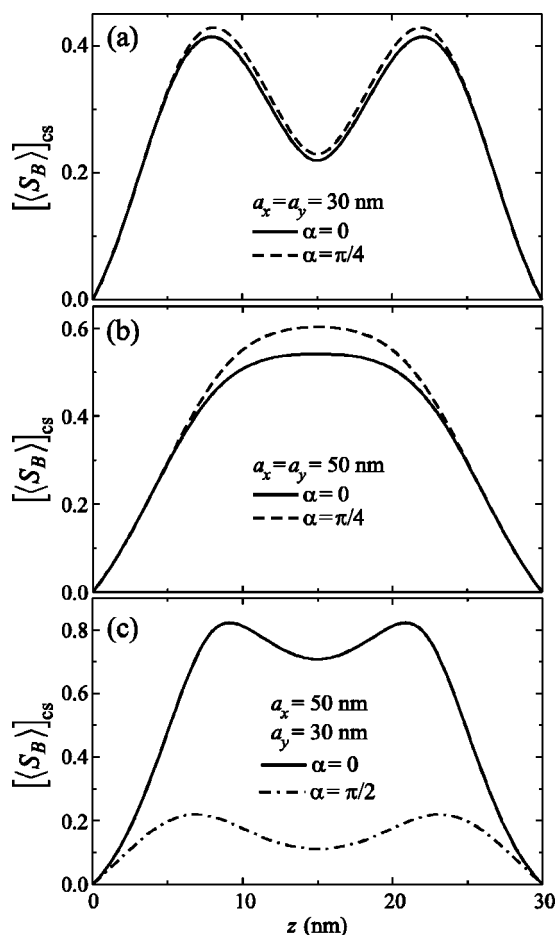 (a)
[⟨S_B⟩]_cs
0.4
0.2
0.0
a_x = a_y = 30 nm
α = 0
α = π/4
(b)
[⟨S_B⟩]_cs
0.6
0.4
0.2
0.0
a_x = a_y = 50 nm
α = 0
α = π/4
(c)
[⟨S_B⟩]_cs
0.8
0.6
0.4
0.2
0.0
a_x = 50 nm
a_y = 30 nm
α = 0
α = π/2
0 10 20 30
z (nm)